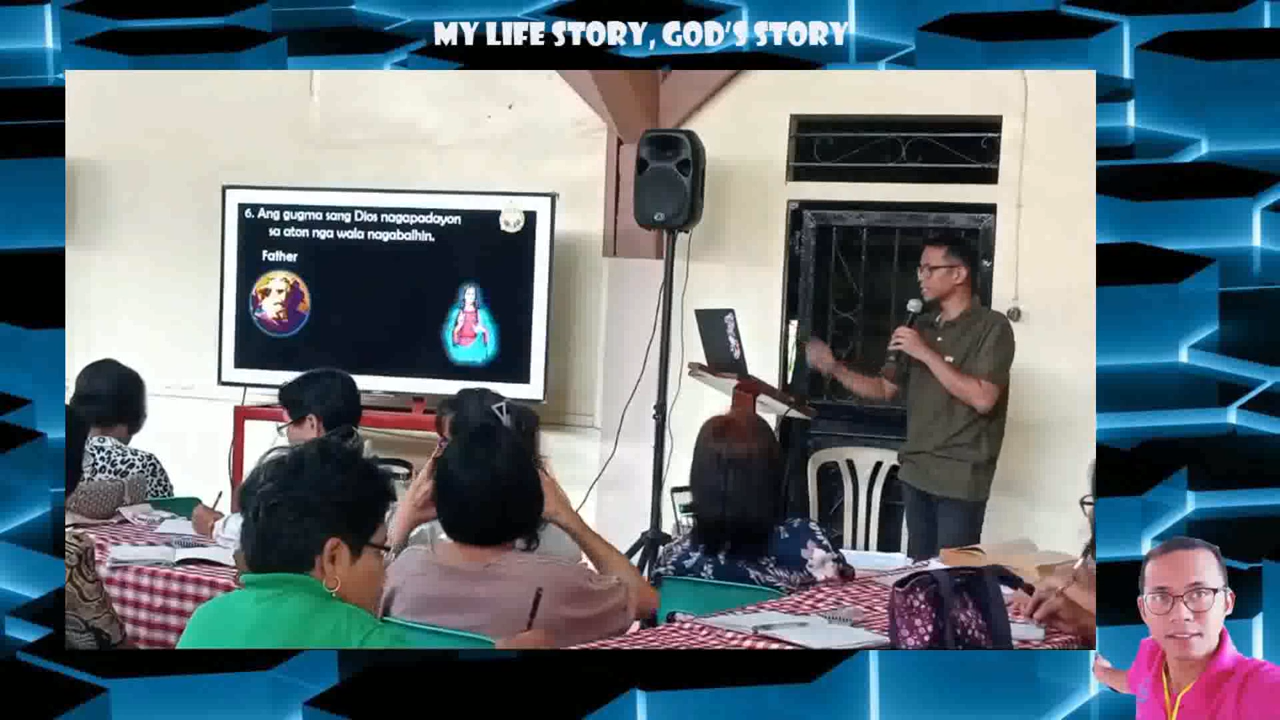 MY LIFE STORY, GOD'S STORY
6. Ang gugma sang Dios nagapadayon
sa aton nga wala nagabalhin.
Father